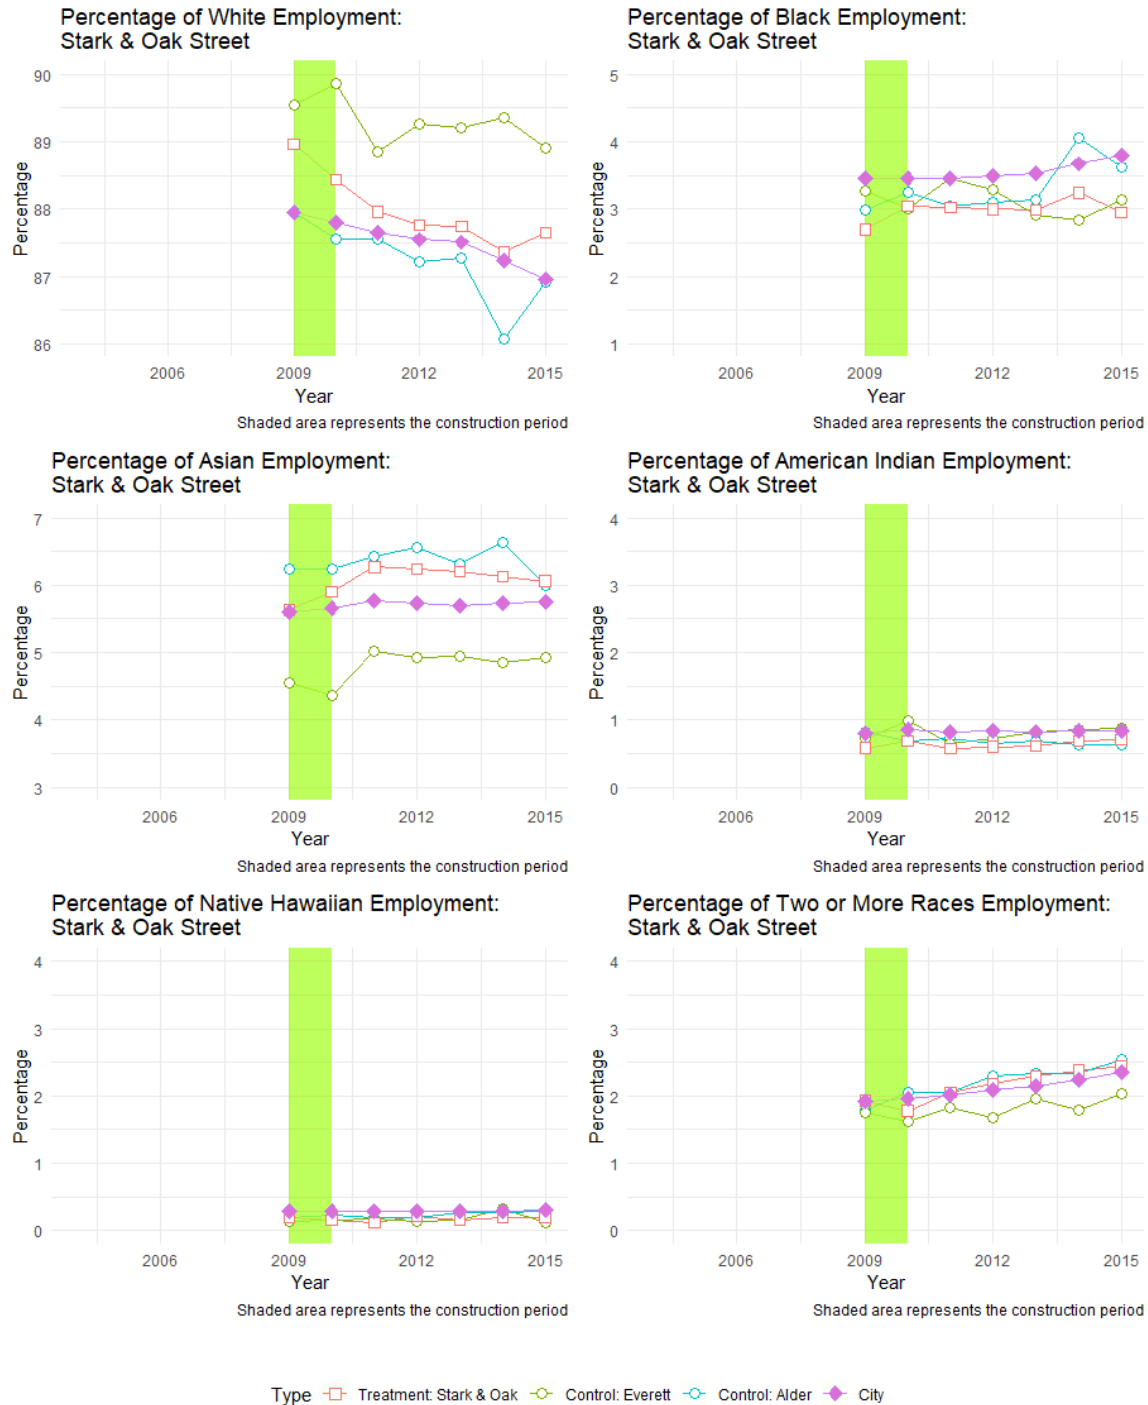 Percentage of White Employment:
Stark & Oak Street
90
89
88
87
86
Percentage
2006
2009
2012
2015
Year
Shaded area represents the construction period
Percentage of Black Employment:
Stark & Oak Street
5
4
3
2
1
Percentage
2006
2009
2012
2015
Year
Shaded area represents the construction period
Percentage of Asian Employment:
Stark & Oak Street
7
6
5
4
3
Percentage
2006
2009
2012
2015
Year
Shaded area represents the construction period
Percentage of American Indian Employment:
Stark & Oak Street
4
3
2
1
0
Percentage
2006
2009
2012
2015
Year
Shaded area represents the construction period
Percentage of Native Hawaiian Employment:
Stark & Oak Street
4
3
2
1
0
Percentage
2006
2009
2012
2015
Year
Shaded area represents the construction period
Percentage of Two or More Races Employment:
Stark & Oak Street
4
3
2
1
0
Percentage
2006
2009
2012
2015
Year
Shaded area represents the construction period
Type Treatment: Stark & Oak Control: Everett Control: Alder City